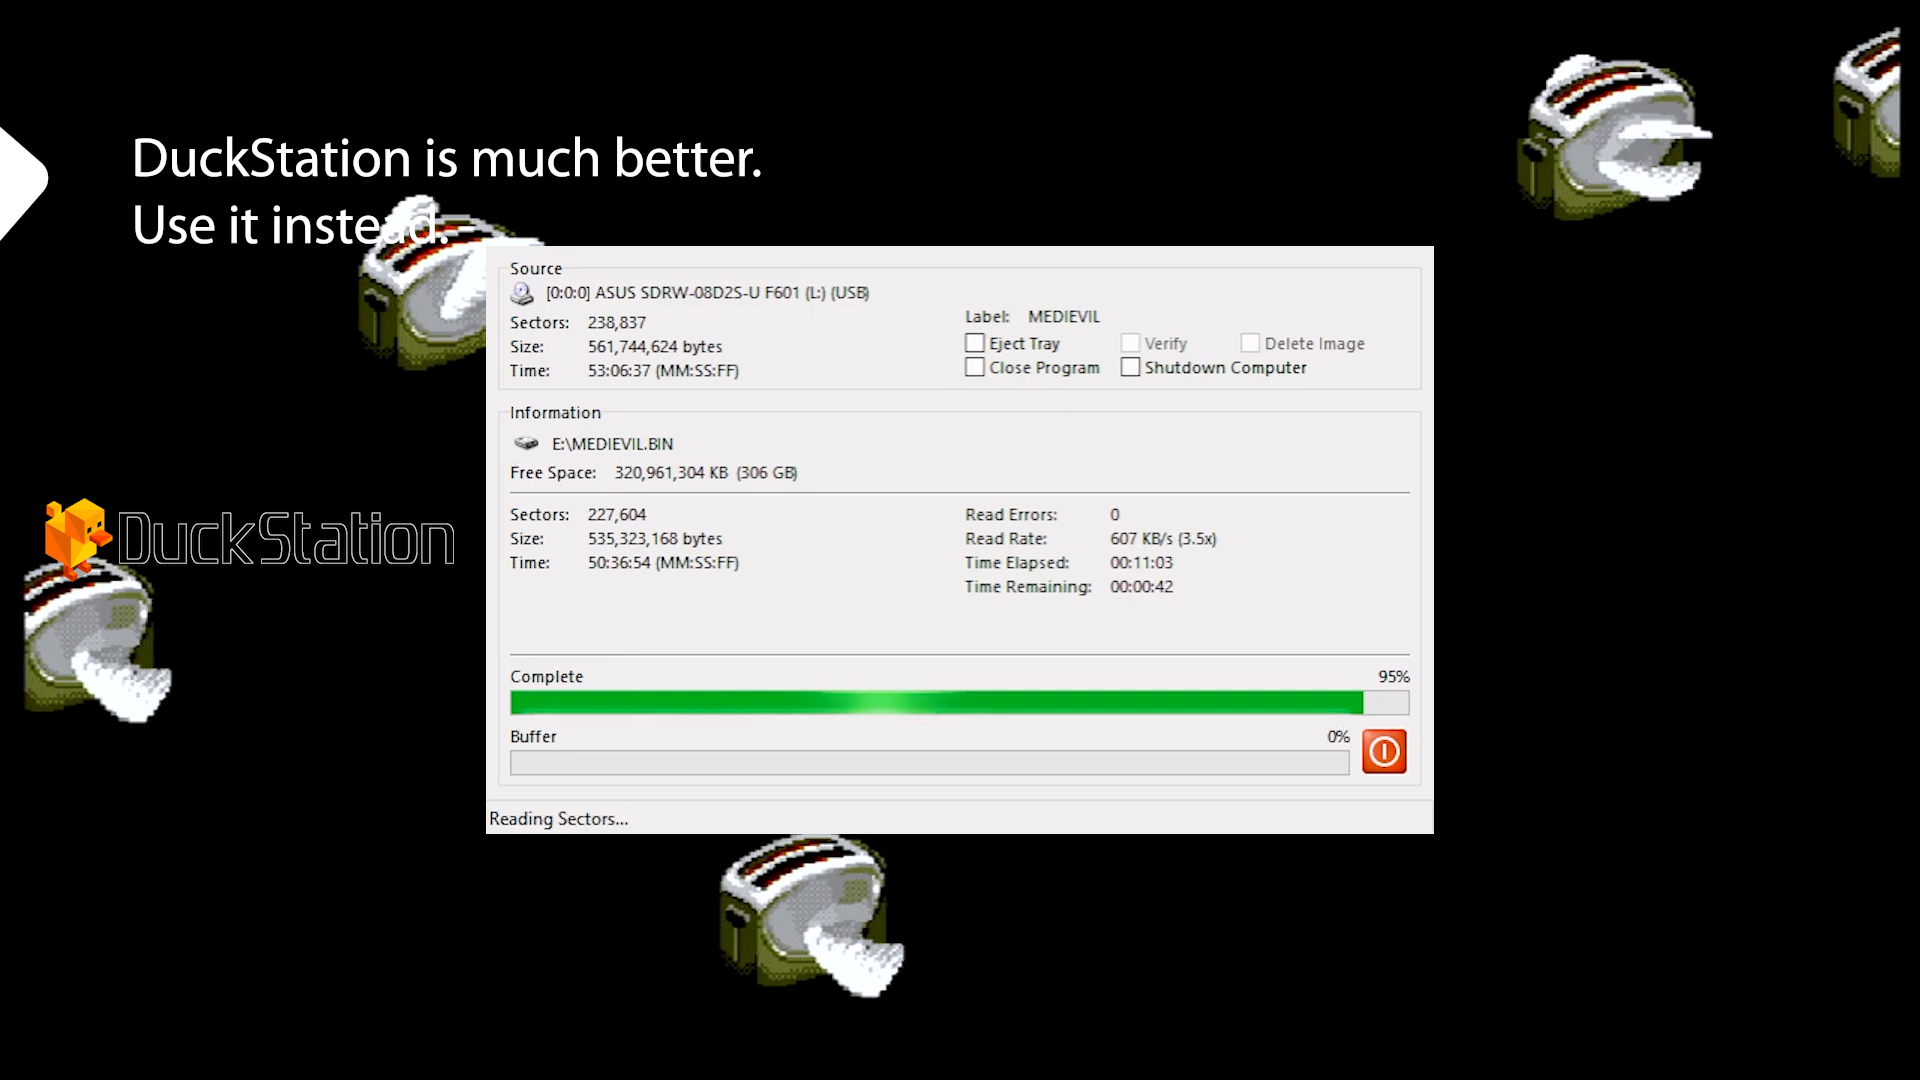 DuckStation is much better.
Use it instead.
Source
[0:0:0] ASUS SDRW-08D2S-U F601 (L:) (USB)
Sectors: 238,837
Size: 561,744,624 bytes
Time: 53:06:37 (MM:SS:FF)
Label: MEDIEVIL
Eject Tray Verify Delete Image
Close Program Shutdown Computer
Information
E:\MEDIEVIL.BIN
Free Space: 320,961,304 KB (306 GB)
Sectors: 227,604
Size: 535,323,168 bytes
Time: 50:36:54 (MM:SS:FF)
Read Errors: 0
Read Rate: 607 KB/s (3.5x)
Time Elapsed: 00:11:03
Time Remaining: 00:00:42
DuckStation
Complete 95%
Buffer 0%
Reading Sectors...